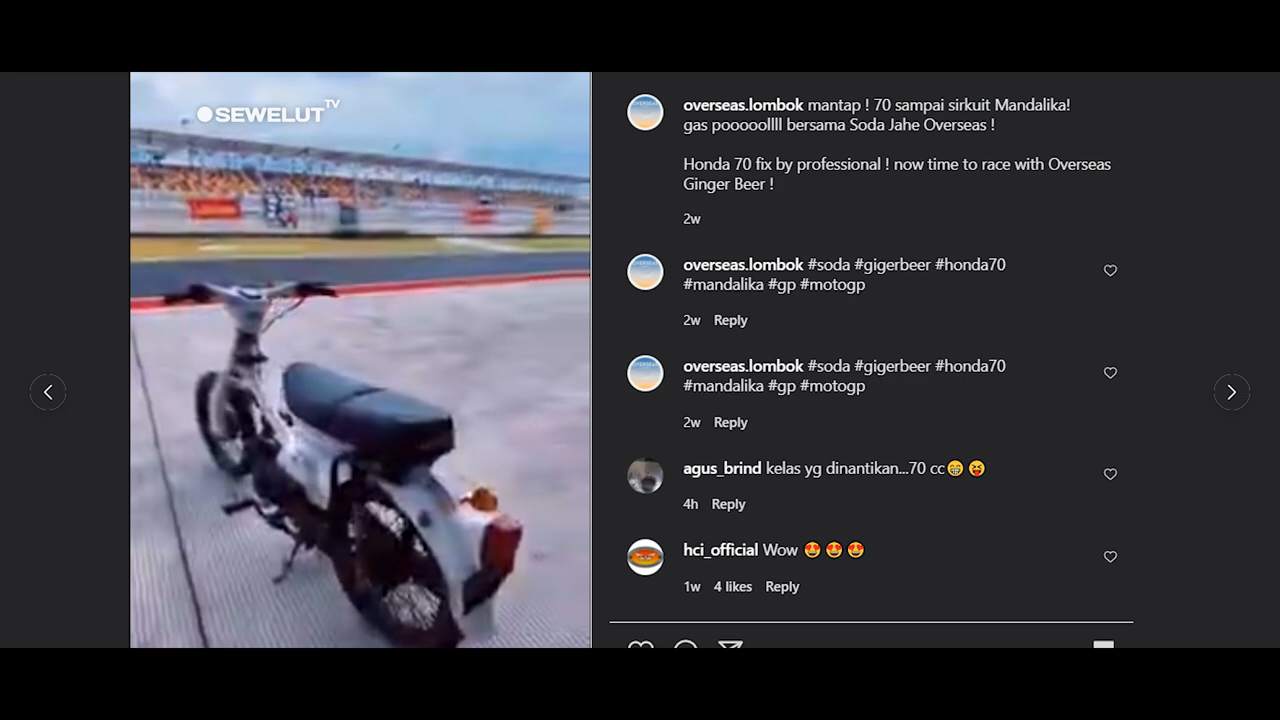 SEWELUT TV
overseas.lombok mantap ! 70 sampai sirkuit Mandalika!
gas pooooollll bersama Soda Jahe Overseas !
Honda 70 fix by professional ! now time to race with Overseas
Ginger Beer !
2w
overseas.lombok #soda #gigerbeer #honda70
#mandalika #gp #motogp
2w Reply
overseas.lombok #soda #gigerbeer #honda70
#mandalika #gp #motogp
2w Reply
agus_brind kelas yg dinantikan...70 cc😁😝
4h Reply
hci_official Wow 😍😍😍
1w 4 likes Reply